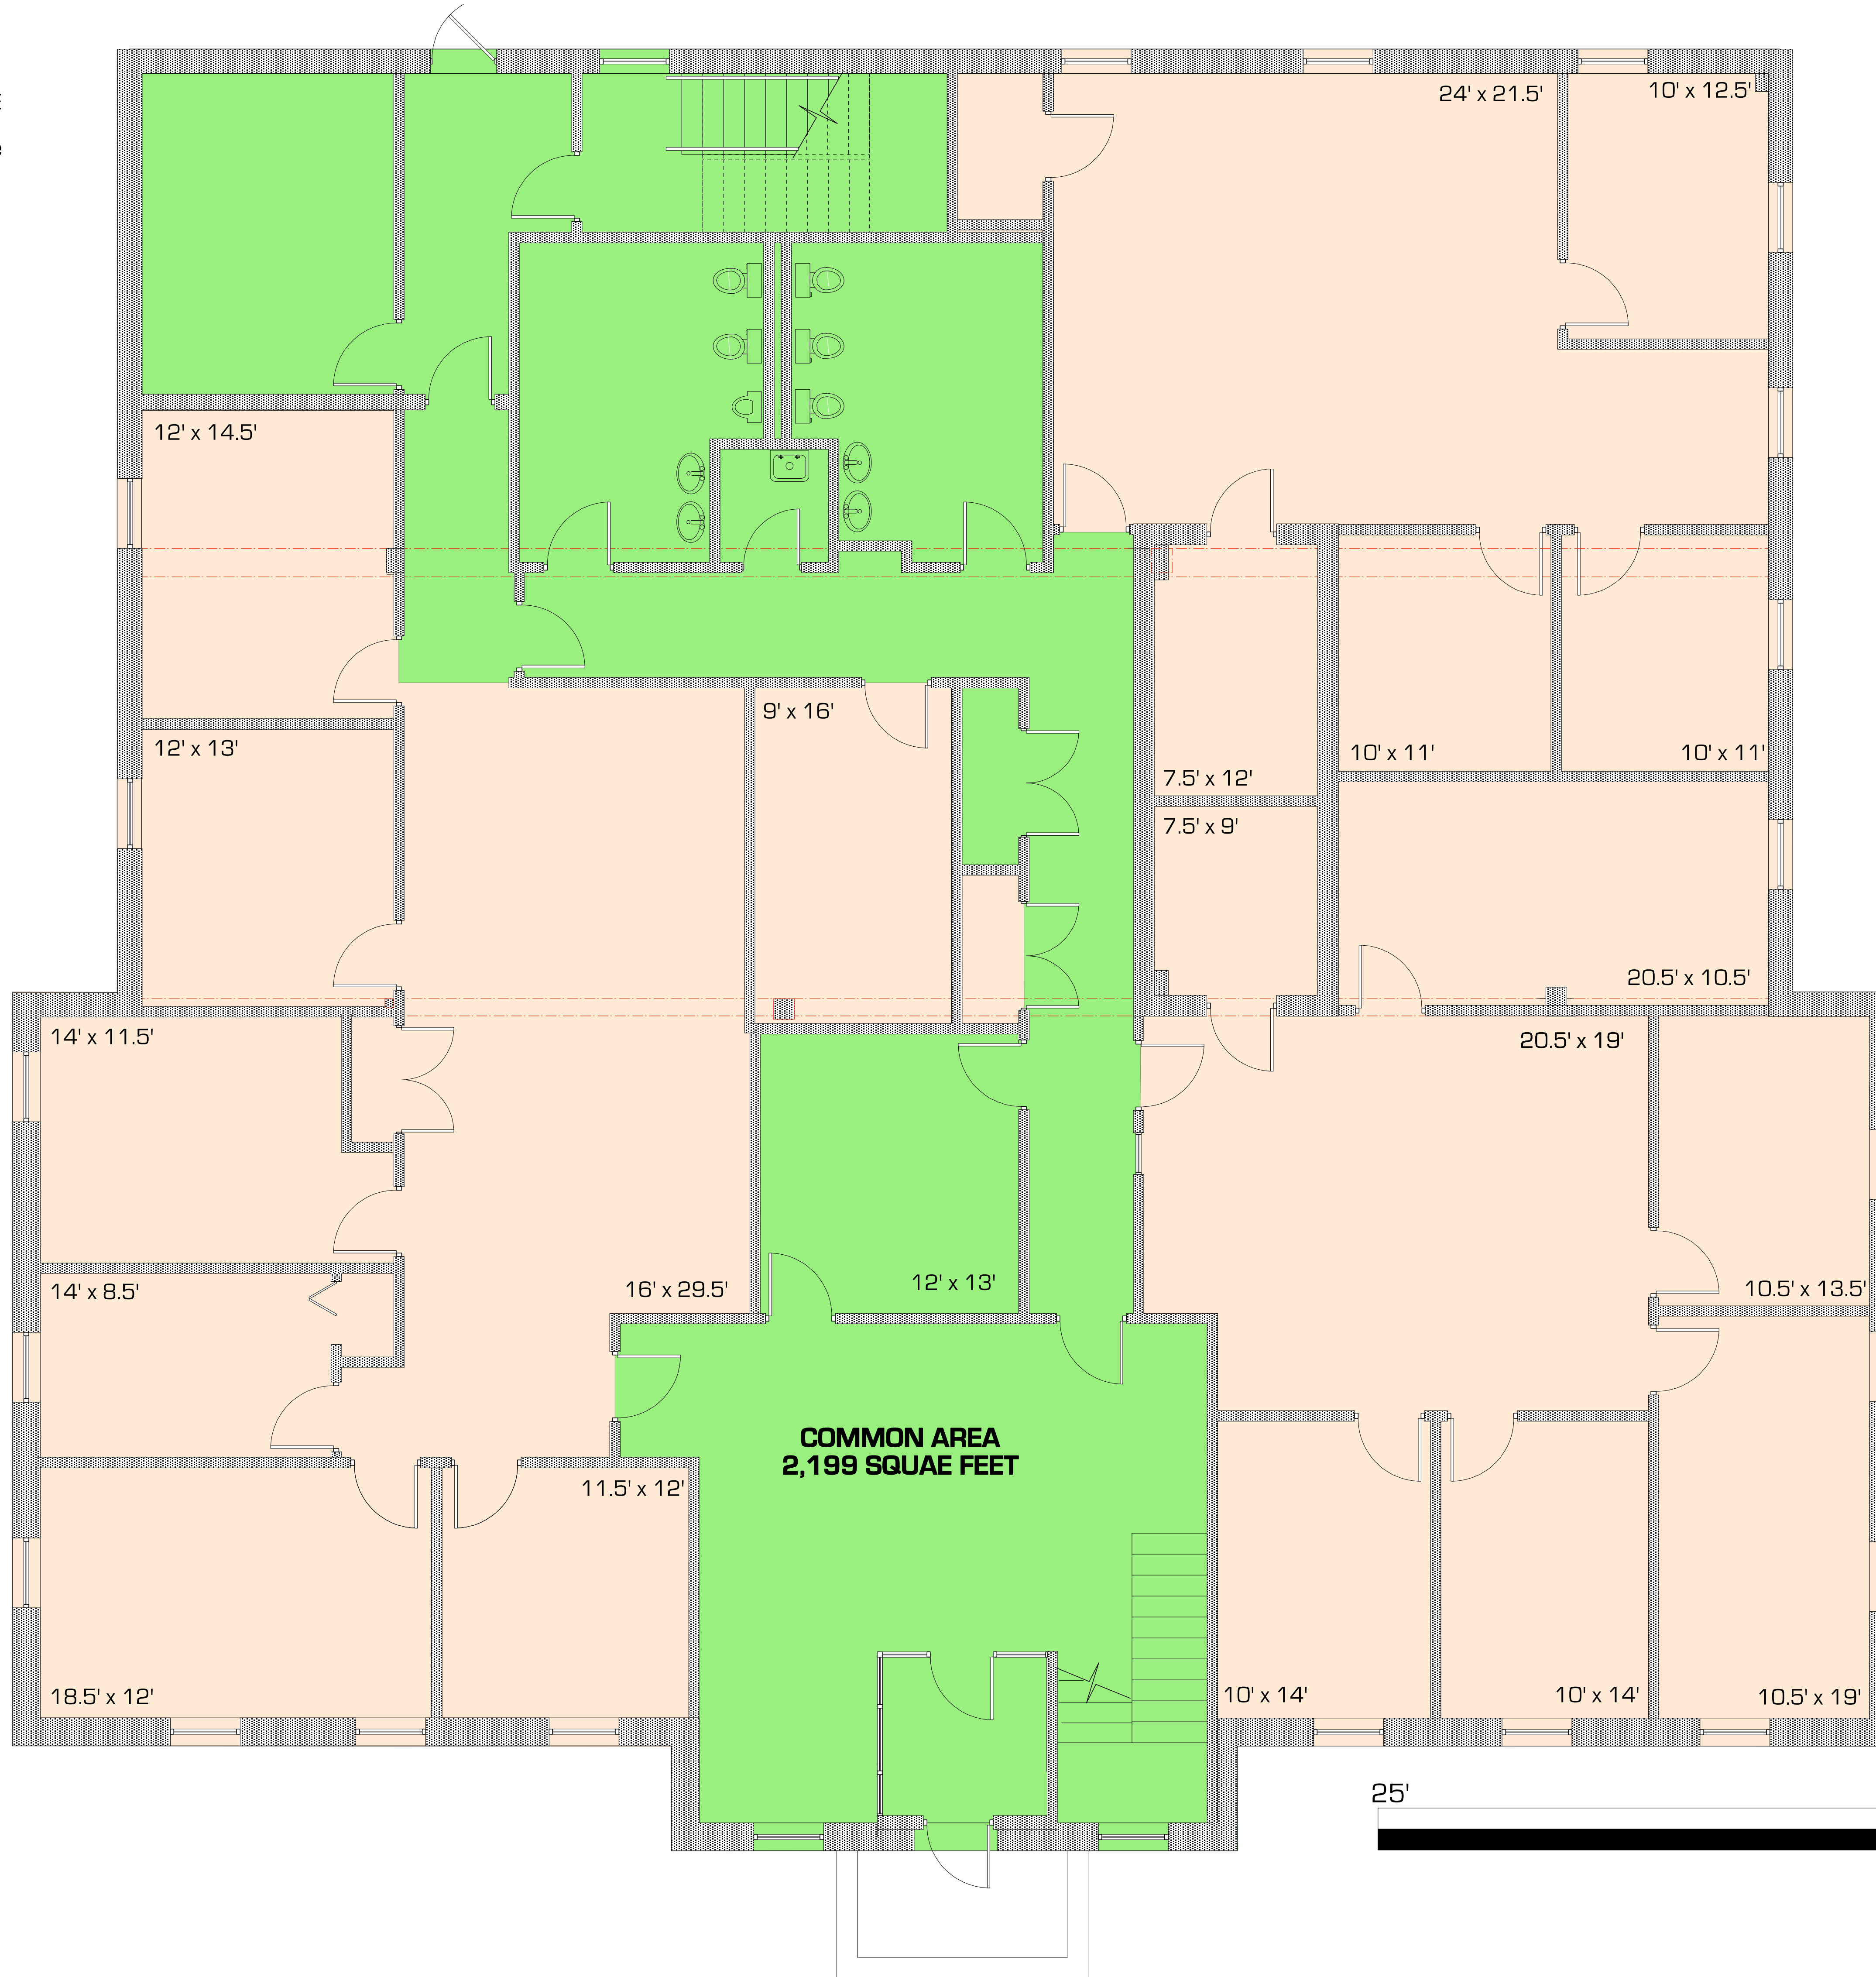 24' x 21.5'
10' x 12.5'
12' x 14.5'
9' x 16'
12' x 13'
7.5' x 12'
10' x 11'
10' x 11'
7.5' x 9'
20.5' x 10.5'
14' x 11.5'
20.5' x 19'
14' x 8.5'
16' x 29.5'
12' x 13'
10.5' x 13.5'
COMMON AREA
2,199 SQUAE FEET
11.5' x 12'
18.5' x 12'
10' x 14'
10' x 14'
10.5' x 19'
25'